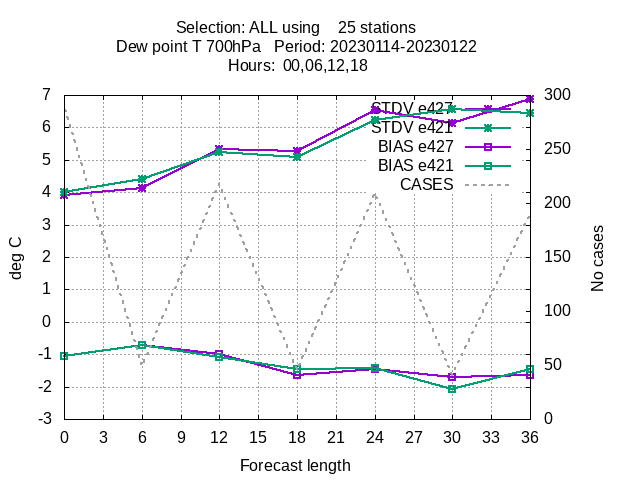 Selection: ALL using    25 stations
Dew point T 700hPa   Period: 20230114-20230122
Hours:  00,06,12,18
7
6
5
4
3
2
1
0
-1
-2
-3
deg C
300
250
200
150
100
50
0
No cases
STDV e427
STDV e421
BIAS e427
BIAS e421
CASES
0 3 6 9 12 15 18 21 24 27 30 33 36
Forecast length